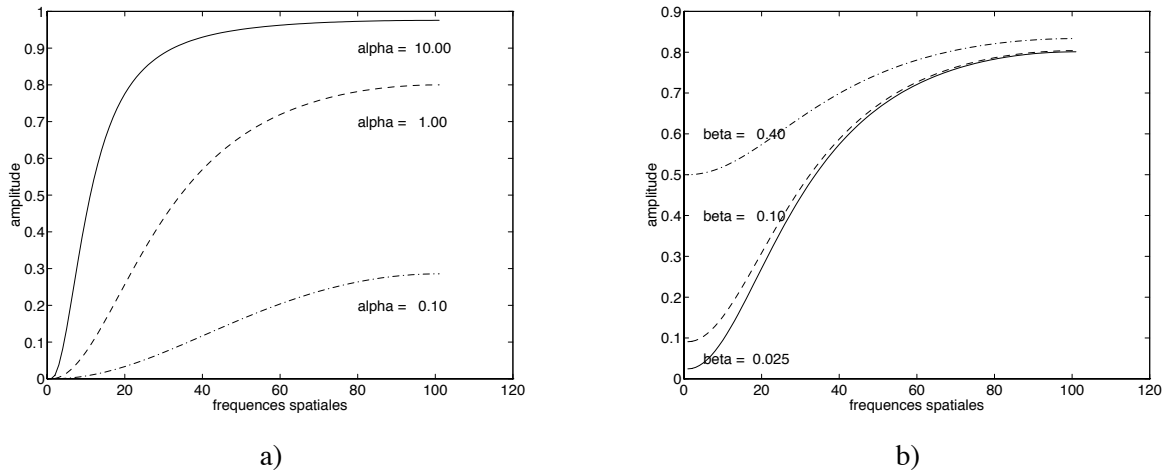 1
0.9
0.8
0.7
0.6
0.5
0.4
0.3
0.2
0.1
0
0 20 40 60 80 100 120
amplitude
frequences spatiales
alpha = 10.00
alpha = 1.00
alpha = 0.10
a)
0.9
0.8
0.7
0.6
0.5
0.4
0.3
0.2
0.1
0
0 20 40 60 80 100 120
amplitude
frequences spatiales
beta = 0.40
beta = 0.10
beta = 0.025
b)